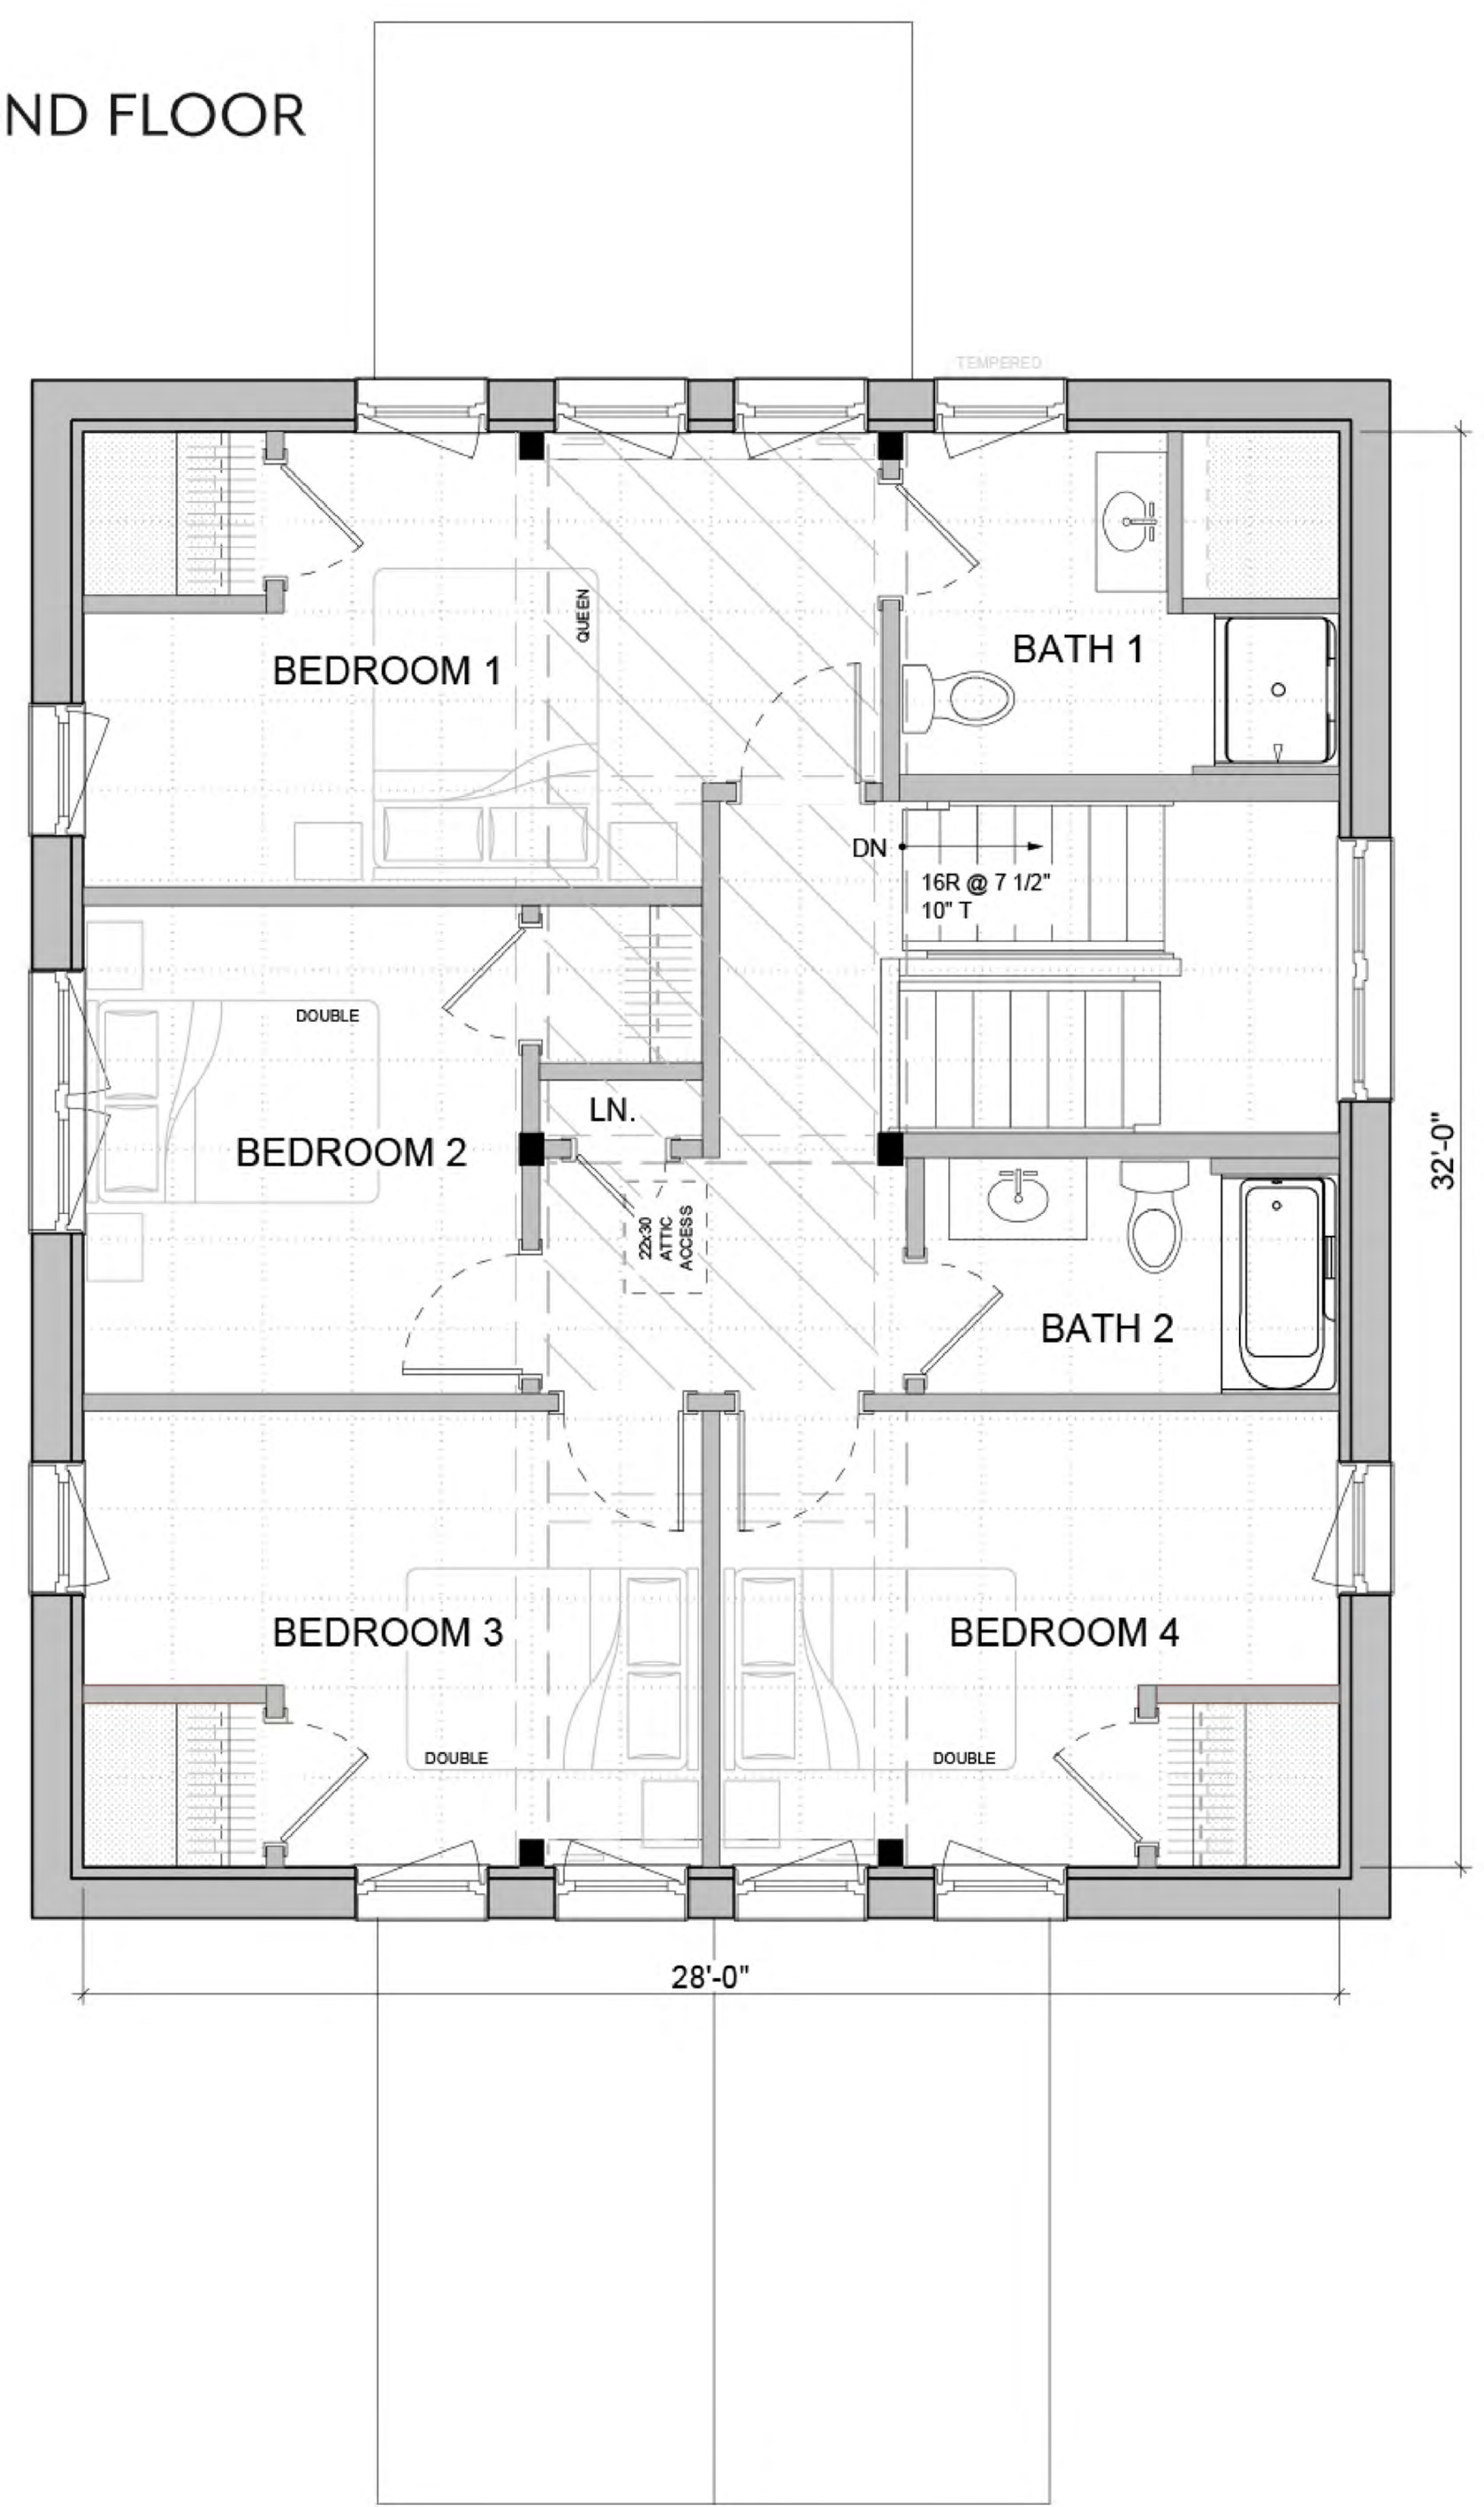 ND FLOOR
TEMPERED
QUEEN
BEDROOM 1
BATH 1
DN
16R @ 7 1/2"
10" T
DOUBLE
LN.
BEDROOM 2
32'-0"
22x30
ATTIC
ACCESS
BATH 2
BEDROOM 3
BEDROOM 4
DOUBLE
DOUBLE
28'-0"